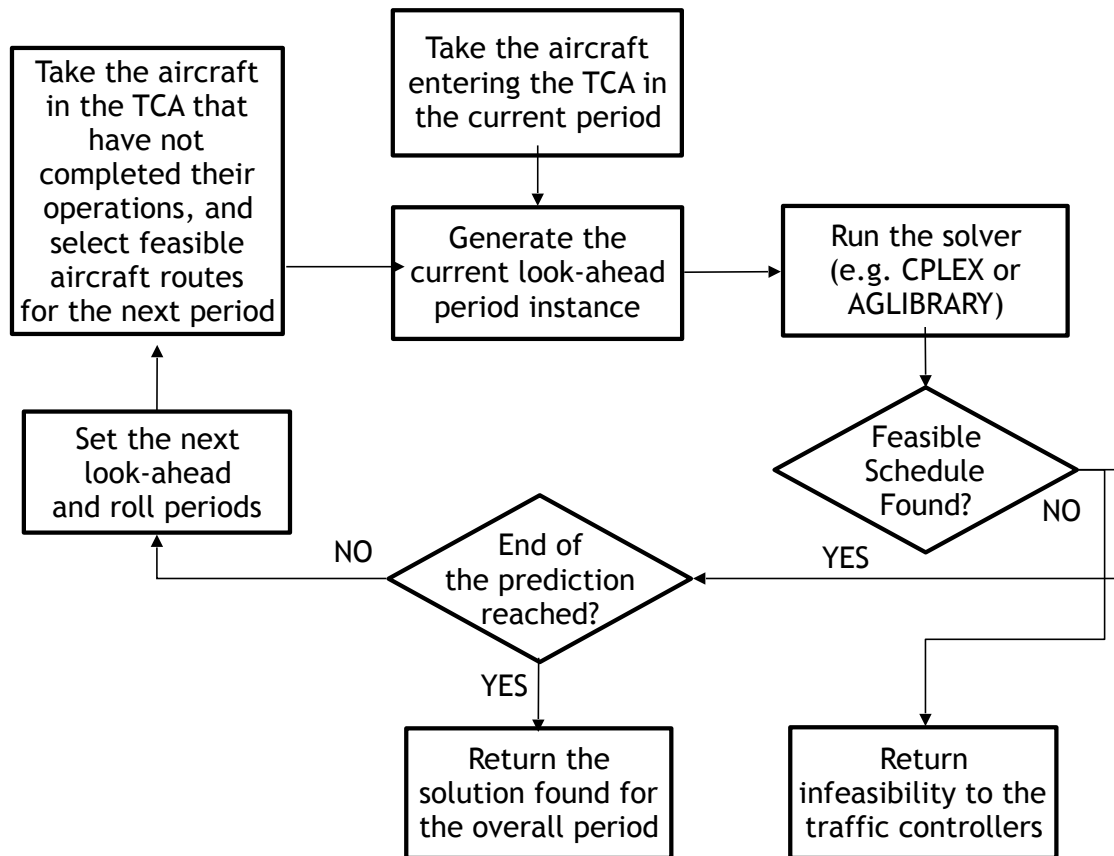 Take the aircraft
entering the TCA in
the current period
Take the aircraft
in the TCA that
have not
completed their
operations, and
select feasible
aircraft routes
for the next period
Generate the
current look-ahead
period instance
Run the solver
(e.g. CPLEX or
AGLIBRARY)
Set the next
look-ahead
and roll periods
Feasible
Schedule
Found?
NO
YES
End of
the prediction
reached?
NO
YES
Return the
solution found for
the overall period
Return
infeasibility to the
traffic controllers